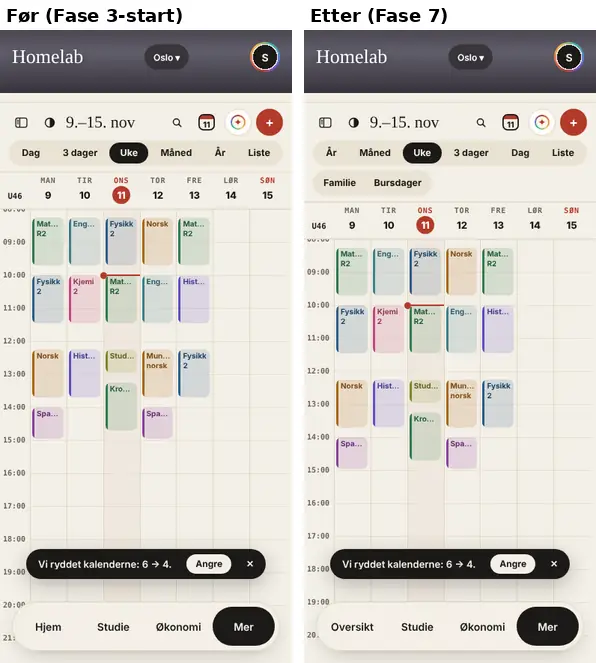 Før (Fase 3-start)
Homelab
Oslo ▾
S
9.–15. nov
11
+
Dag 3 dager Uke Måned År Liste
MAN TIR ONS TOR FRE LØR SØN
U46 9 10 11 12 13 14 15
09:00
Mat… R2
Eng…
Fysikk 2
Norsk
Mat… R2
10:00
Fysikk 2
Kjemi 2
Mat… R2
Eng…
Hist…
11:00
12:00
Norsk
Hist…
Stud…
Mun… norsk
Fysikk 2
13:00
Kro…
14:00
Spa…
Spa…
15:00
16:00
17:00
18:00
Vi ryddet kalenderne: 6 → 4. Angre ×
19:00
20:00
Hjem Studie Økonomi Mer
21:
Etter (Fase 7)
Homelab
Oslo ▾
S
9.–15. nov
11
+
År Måned Uke 3 dager Dag Liste
Familie Bursdager
MAN TIR ONS TOR FRE LØR SØN
U46 9 10 11 12 13 14 15
08:00
09:00
Mat… R2
Eng…
Fysikk 2
Norsk
Mat… R2
10:00
Fysikk 2
Kjemi 2
Mat… R2
Eng…
Hist…
11:00
12:00
Norsk
Hist…
Stud…
Mun… norsk
Fysikk 2
13:00
Kro…
14:00
Spa…
Spa…
15:00
16:00
17:00
18:00
Vi ryddet kalenderne: 6 → 4. Angre ×
19:00
20:
Oversikt Studie Økonomi Mer